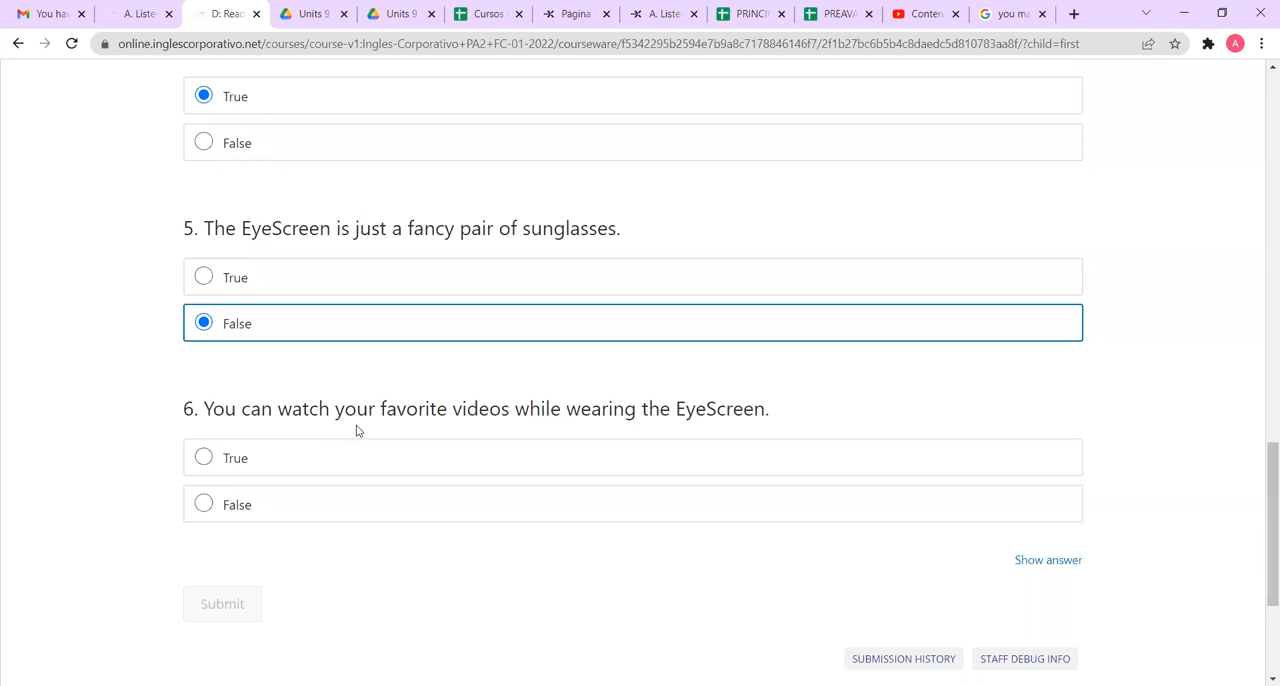 You ha
A. Liste
D: Rea
Units 9
Units 9
Cursos
Página
A. Liste
PRINCI
PREAVA
Conten
you ma
online.inglescorporativo.net/courses/course-v1:Ingles-Corporativo+PA2+FC-01-2022/courseware/f5342295b2594e7b9a8c7178846146f7/2f1b27bc6b5b4c8daedc5d810783aa8f/?child=first
A
True
False
5. The EyeScreen is just a fancy pair of sunglasses.
True
False
6. You can watch your favorite videos while wearing the EyeScreen.
True
False
Show answer
Submit
SUBMISSION HISTORY
STAFF DEBUG INFO